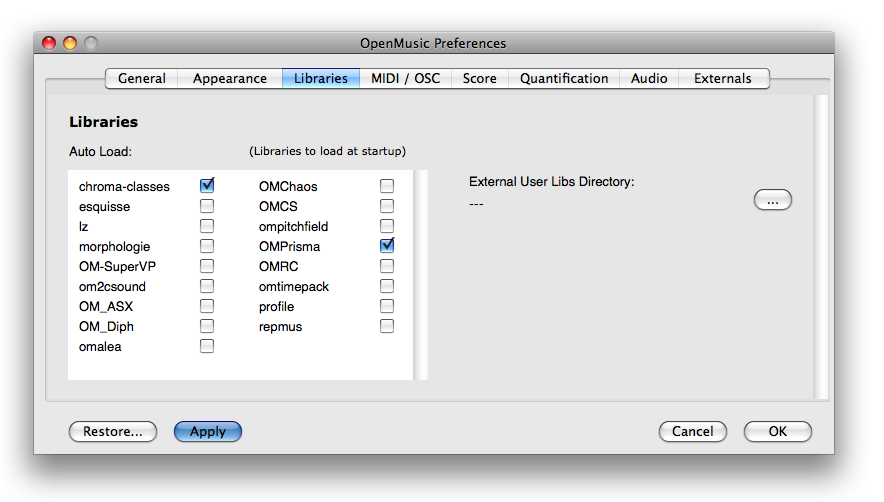 OpenMusic Preferences
General Appearance Libraries MIDI / OSC Score Quantification Audio Externals
Libraries
Auto Load: (Libraries to load at startup)
External User Libs Directory:
---
...
chroma-classes OMChaos
esquisse OMCS
lz ompitchfield
morphologie OMPrisma
OM-SuperVP OMRC
om2csound omtimepack
OM_ASX profile
OM_Diph repmus
omalea
Restore... Apply Cancel OK